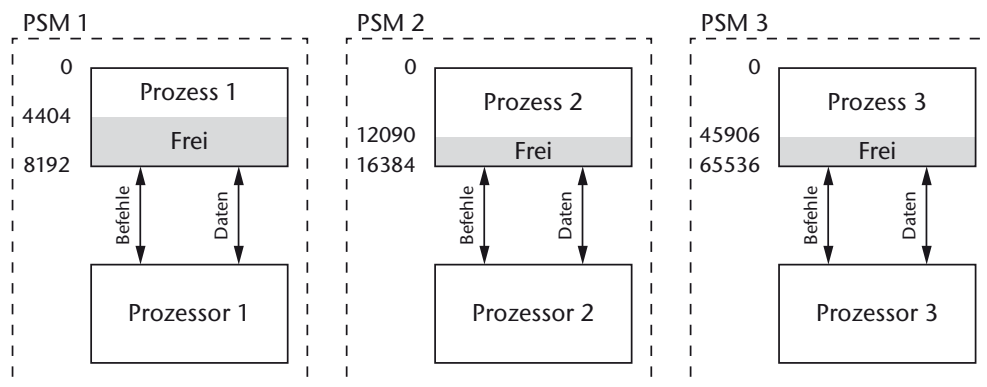 PSM 1
0
Prozess 1
4404
Frei
8192
Befehle
Daten
Prozessor 1
PSM 2
0
Prozess 2
12090
Frei
16384
Befehle
Daten
Prozessor 2
PSM 3
0
Prozess 3
45906
Frei
65536
Befehle
Daten
Prozessor 3